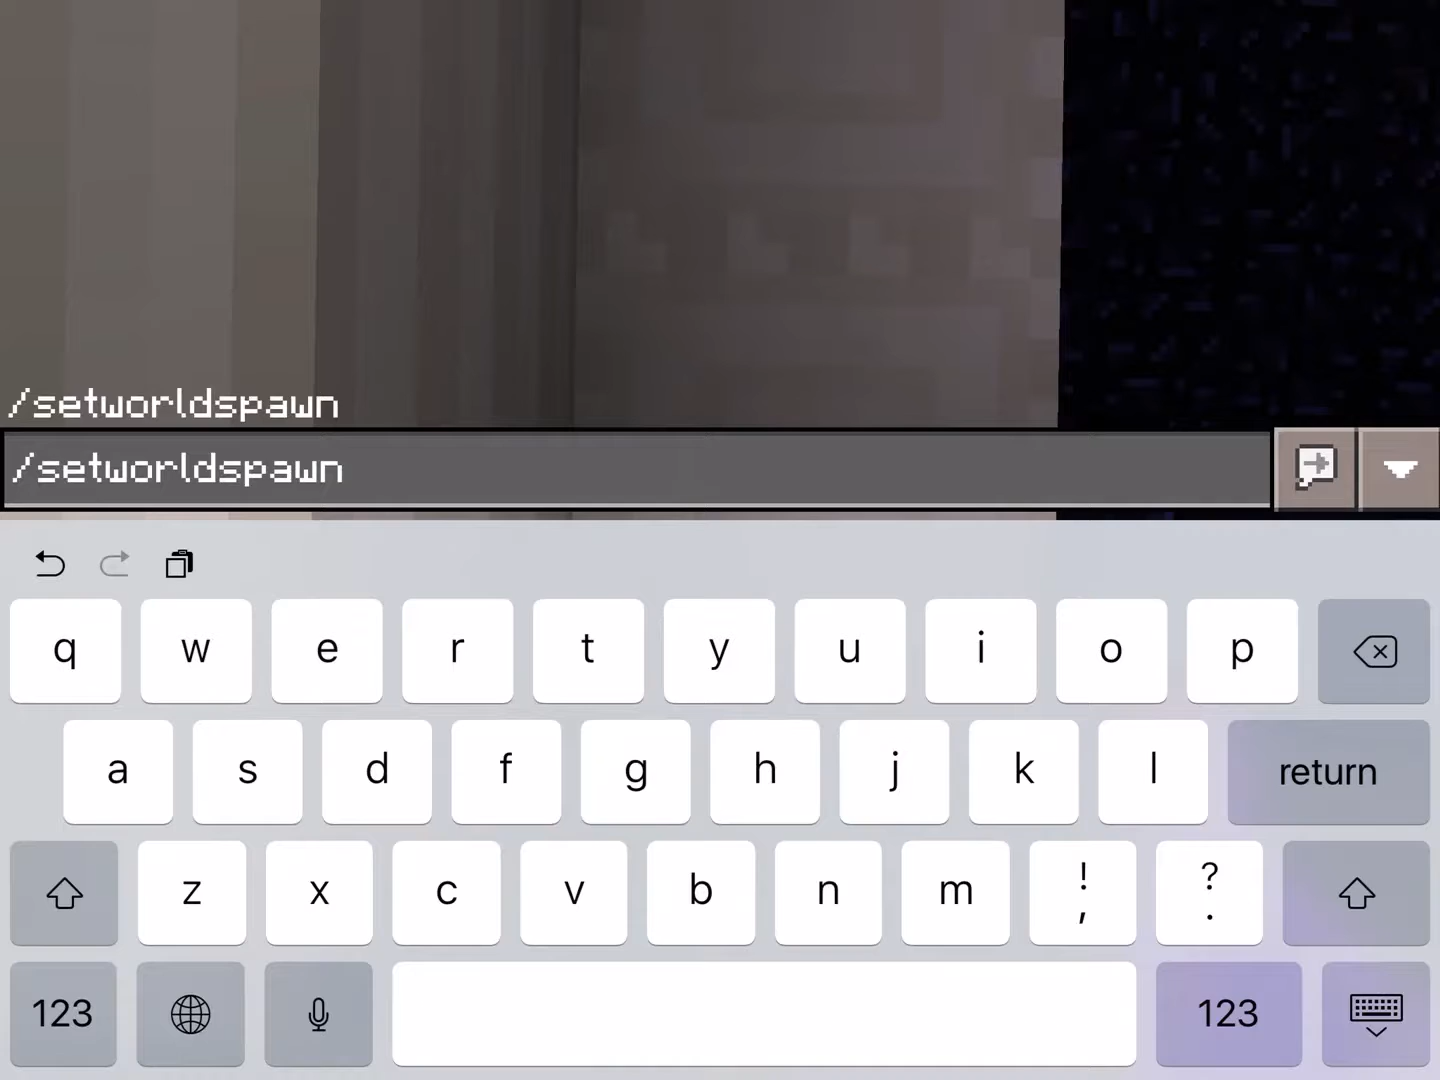 /setworldspawn
/setworldspawn
q w e r t y u i o p
a s d f g h j k l return
z x c v b n m ! , ? .
123 123